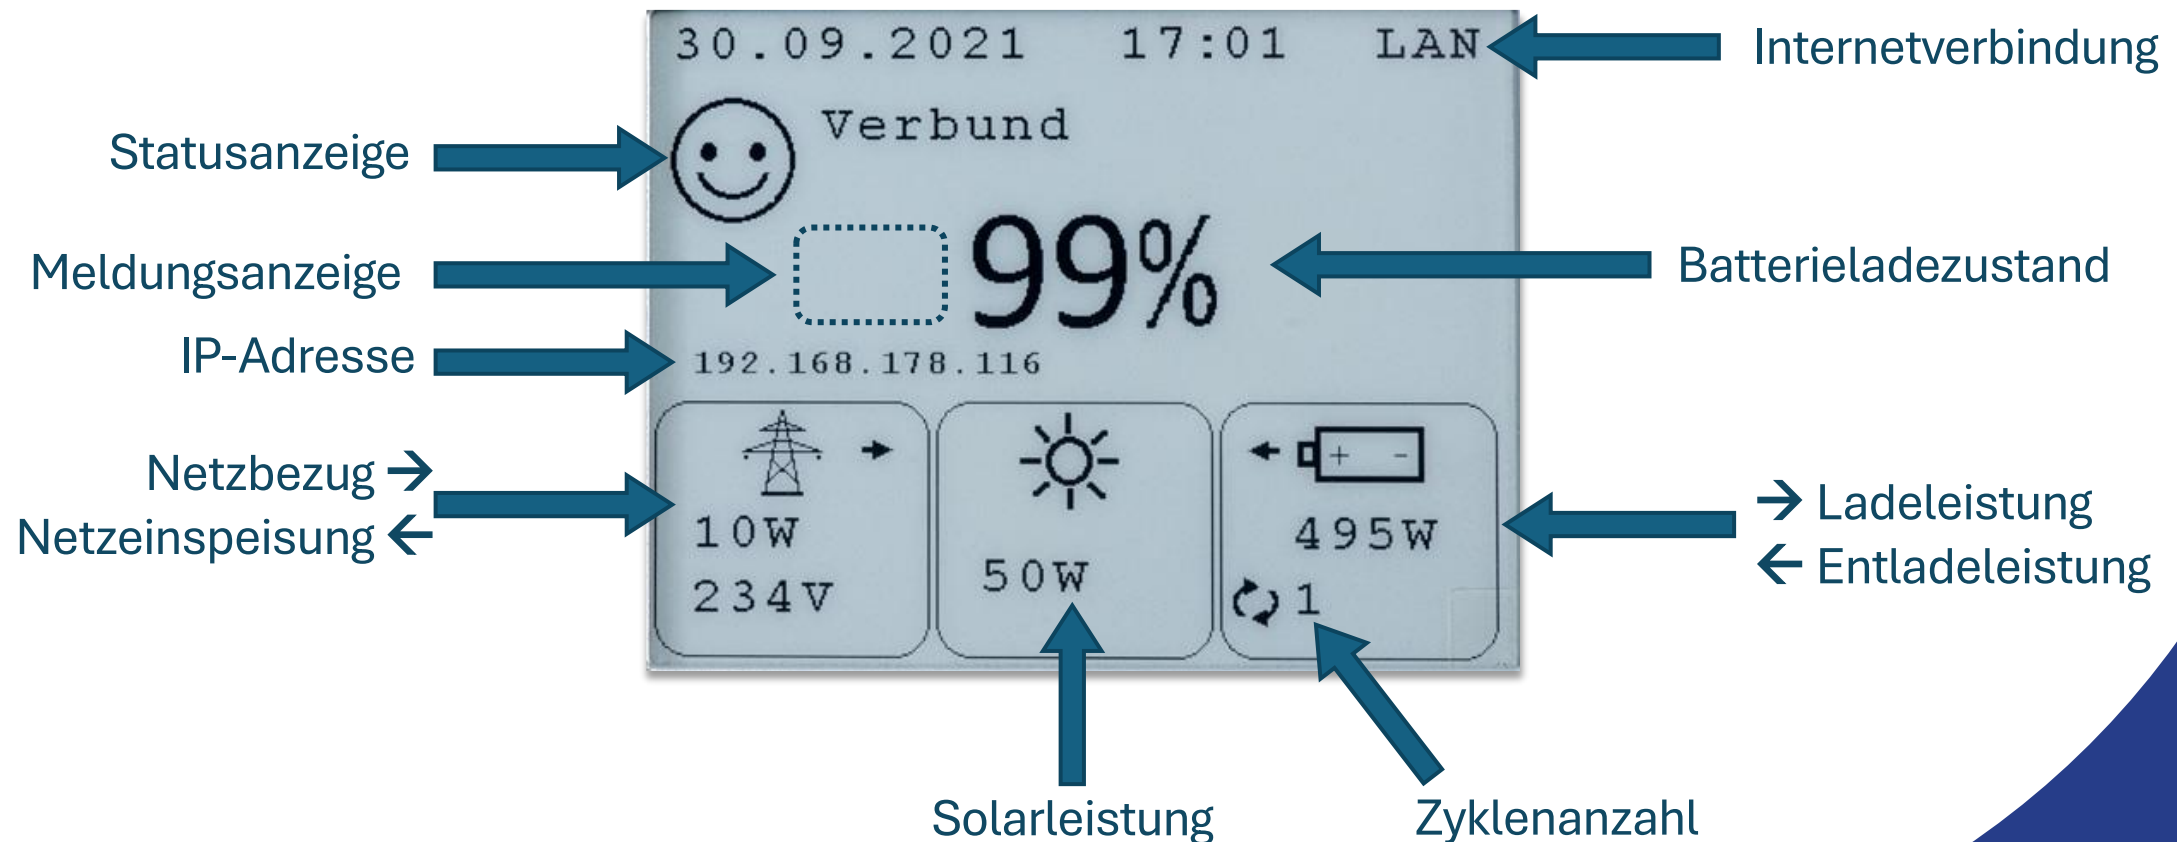 30.09.2021 17:01 LAN
Internetverbindung
Verbund
Statusanzeige
99%
Meldungsanzeige
Batterieladezustand
IP-Adresse
192.168.178.116
Netzbezug →
Netzeinspeisung ←
10W
234V
50W
+ -
495W
1
→ Ladeleistung
← Entladeleistung
Solarleistung
Zyklenanzahl